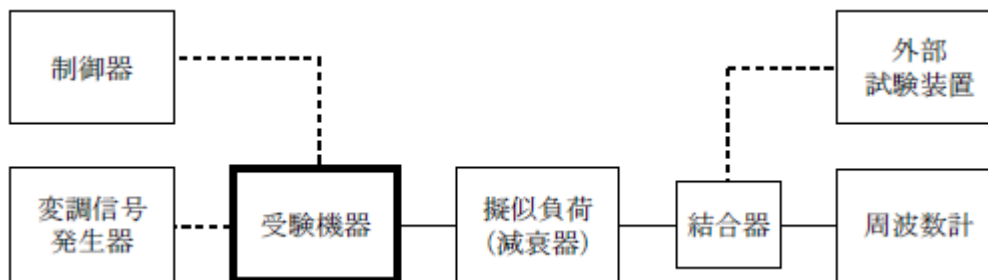 制御器
外部
試験装置
変調信号
発生器
受験機器
擬似負荷
(減衰器)
結合器
周波数計